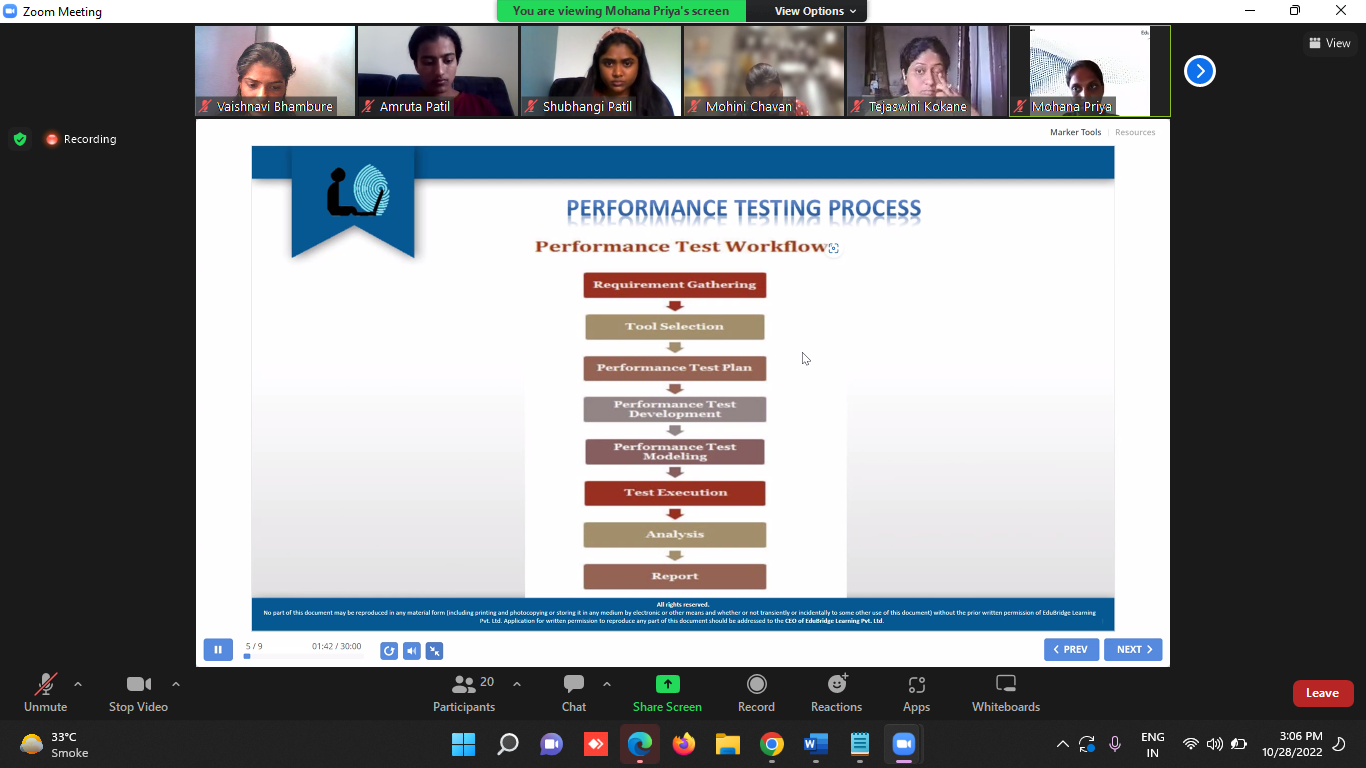 Zoom Meeting
You are viewing Mohana Priya's screen
View Options
View
Vaishnavi Bhambure
Amruta Patil
Shubhangi Patil
Mohini Chavan
Tejaswini Kokane
Mohana Priya
Edu
Recording
Marker Tools | Resources
PERFORMANCE TESTING PROCESS
Performance Test Workflow
Requirement Gathering
Tool Selection
Performance Test Plan
Performance Test
Development
Performance Test
Modeling
Test Execution
Analysis
Report
All rights reserved.
No part of this document may be reproduced in any material form (including printing and photocopying or storing it in any medium by electronic or other means and whether or not transiently or incidentally to some other use of this document) without the prior written permission of EduBridge Learning
Pvt. Ltd. Application for written permission to reproduce any part of this document should be addressed to the CEO of EduBridge Learning Pvt. Ltd.
5 / 9
01:42 / 30:00
PREV
NEXT
Unmute
Stop Video
20
Participants
Chat
Share Screen
Record
Reactions
Apps
Whiteboards
Leave
33°C
Smoke
ENG
IN
3:06 PM
10/28/2022